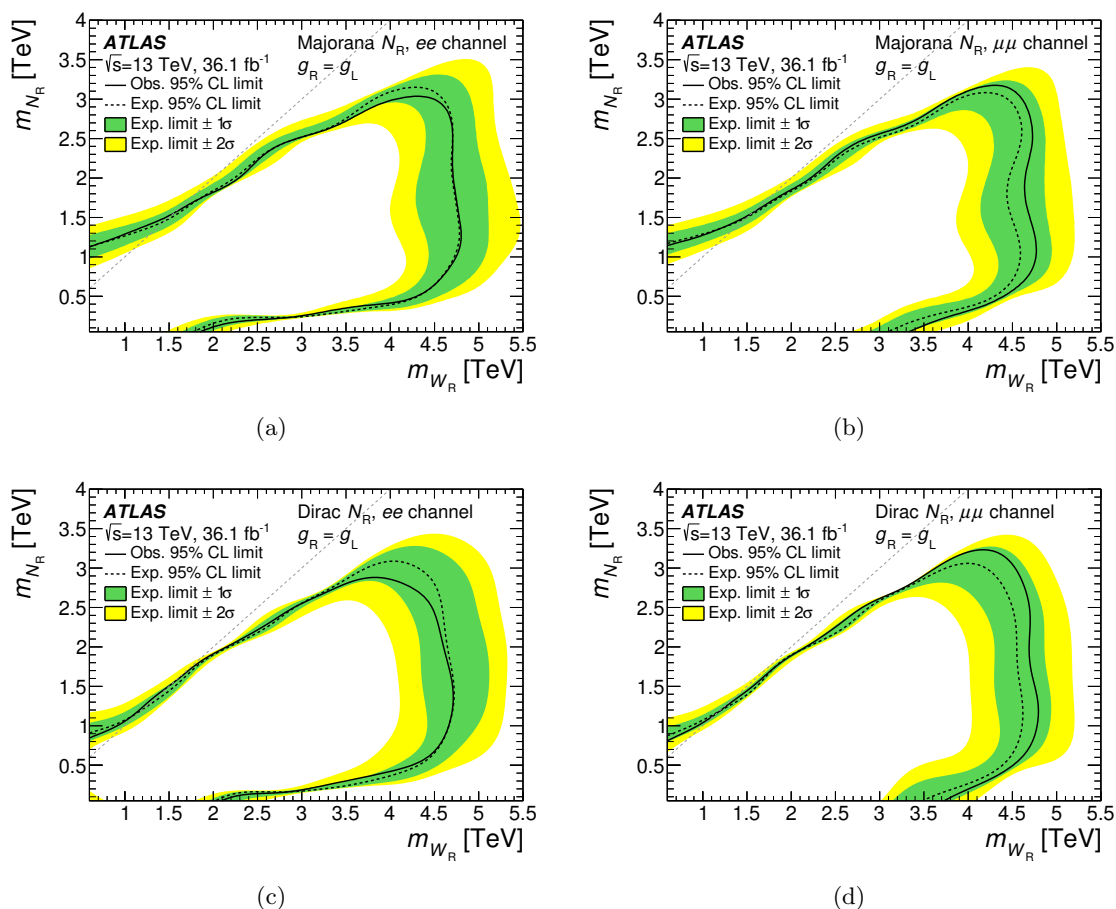 ATLAS
√s=13 TeV, 36.1 fb⁻¹
Obs. 95% CL limit
Exp. 95% CL limit
Exp. limit ± 1σ
Exp. limit ± 2σ
Majorana N_R, ee channel
g_R = g_L
m_{N_R} [TeV]
4
3.5
3
2.5
2
1.5
1
0.5
1 1.5 2 2.5 3 3.5 4 4.5 5 5.5
m_{W_R} [TeV]
(a)
ATLAS
√s=13 TeV, 36.1 fb⁻¹
Obs. 95% CL limit
Exp. 95% CL limit
Exp. limit ± 1σ
Exp. limit ± 2σ
Majorana N_R, μμ channel
g_R = g_L
m_{N_R} [TeV]
4
3.5
3
2.5
2
1.5
1
0.5
1 1.5 2 2.5 3 3.5 4 4.5 5 5.5
m_{W_R} [TeV]
(b)
ATLAS
√s=13 TeV, 36.1 fb⁻¹
Obs. 95% CL limit
Exp. 95% CL limit
Exp. limit ± 1σ
Exp. limit ± 2σ
Dirac N_R, ee channel
g_R = g_L
m_{N_R} [TeV]
4
3.5
3
2.5
2
1.5
1
0.5
1 1.5 2 2.5 3 3.5 4 4.5 5 5.5
m_{W_R} [TeV]
(c)
ATLAS
√s=13 TeV, 36.1 fb⁻¹
Obs. 95% CL limit
Exp. 95% CL limit
Exp. limit ± 1σ
Exp. limit ± 2σ
Dirac N_R, μμ channel
g_R = g_L
m_{N_R} [TeV]
4
3.5
3
2.5
2
1.5
1
0.5
1 1.5 2 2.5 3 3.5 4 4.5 5 5.5
m_{W_R} [TeV]
(d)